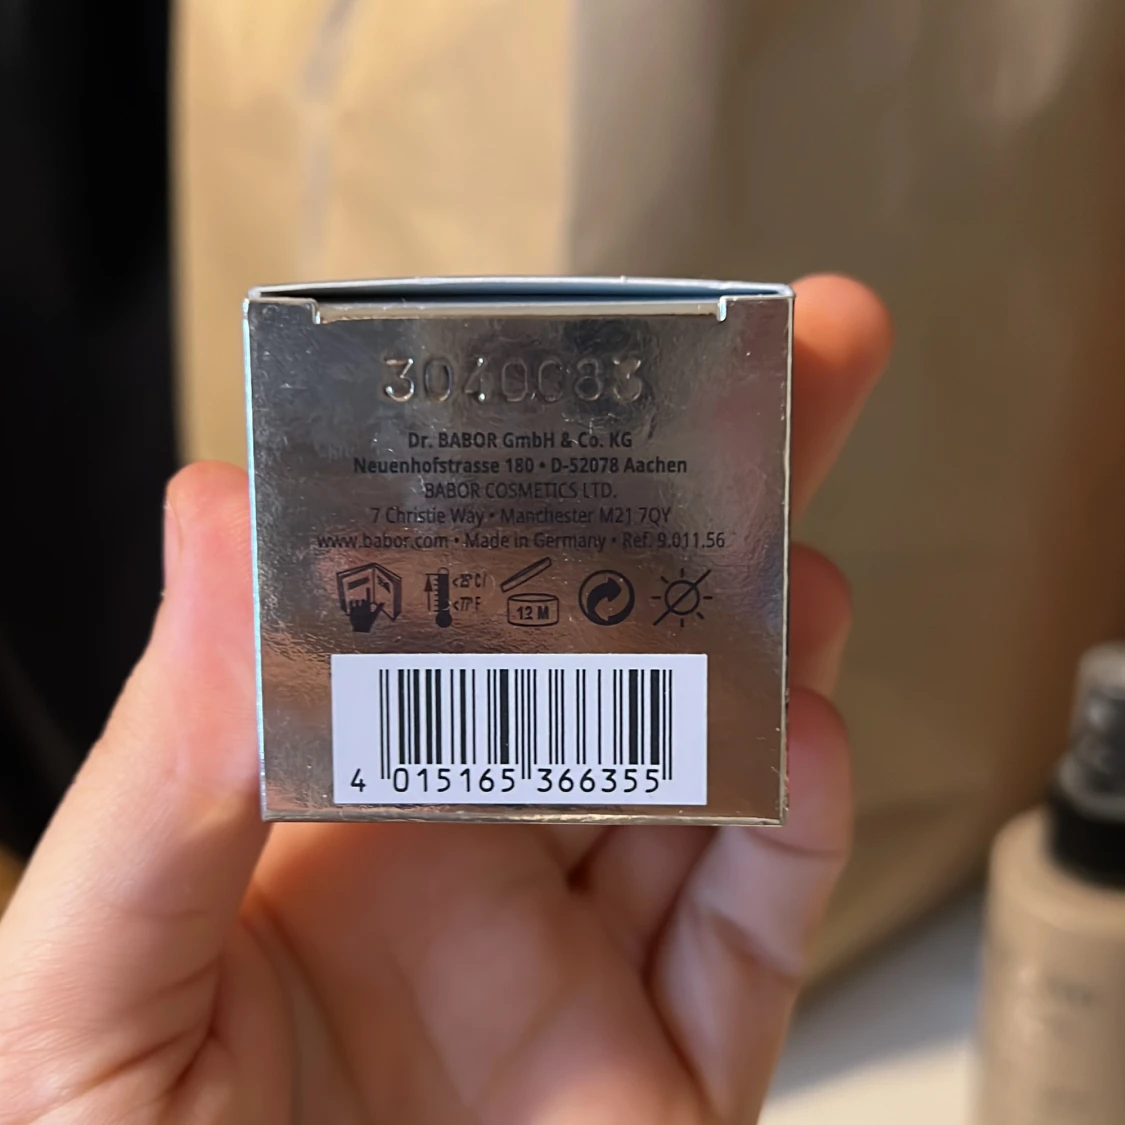 3040083
Dr. BABOR GmbH & Co. KG
Neuenhofstrasse 180 • D-52078 Aachen
BABOR COSMETICS LTD.
7 Christie Way • Manchester M21 7QY
www.babor.com • Made in Germany • Ref. 9.011.56
<25°C/
<77°F
12 M
4 015165 366355